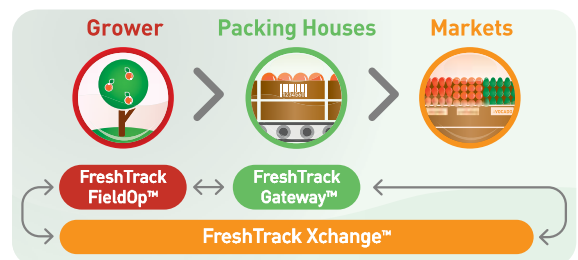 Grower
Packing Houses
Markets
FreshTrack
FieldOp™
FreshTrack
Gateway™
FreshTrack Xchange™